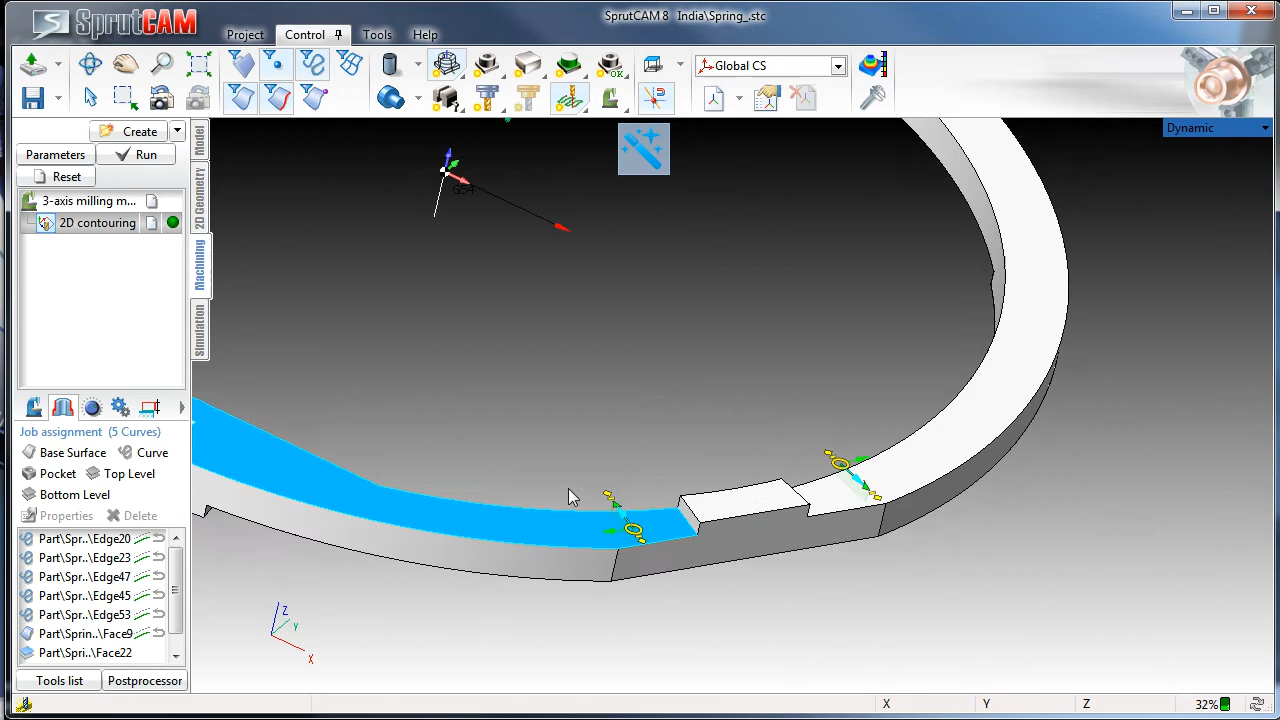 SprutCAM
SprutCAM 8   India\Spring_.stc
Project Control Tools Help
Global CS
OK
Create
Parameters Run
Reset
3-axis milling m...
2D contouring
Model
2D Geometry
Machining
Simulation
Dynamic
G54
Job assignment (5 Curves)
Base Surface Curve
Pocket Top Level
Bottom Level
Properties Delete
Part\Spr..\Edge20
Part\Spr..\Edge23
Part\Spr..\Edge47
Part\Spr..\Edge45
Part\Spr..\Edge53
Part\Sprin..\Face9
Part\Spri..\Face22
Tools list Postprocessor
Z
Y
X
X Y Z 32%